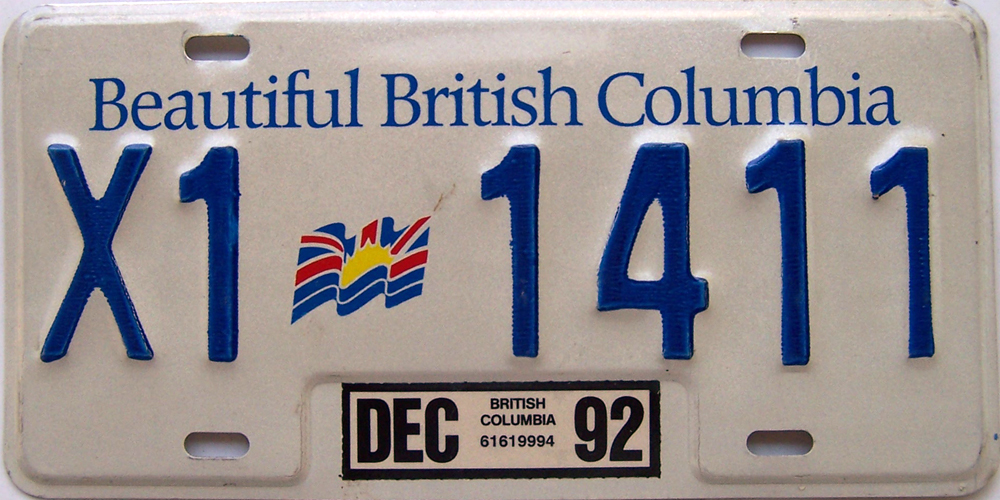 Beautiful British Columbia
X1 1411
DEC BRITISH COLUMBIA 61619994 92